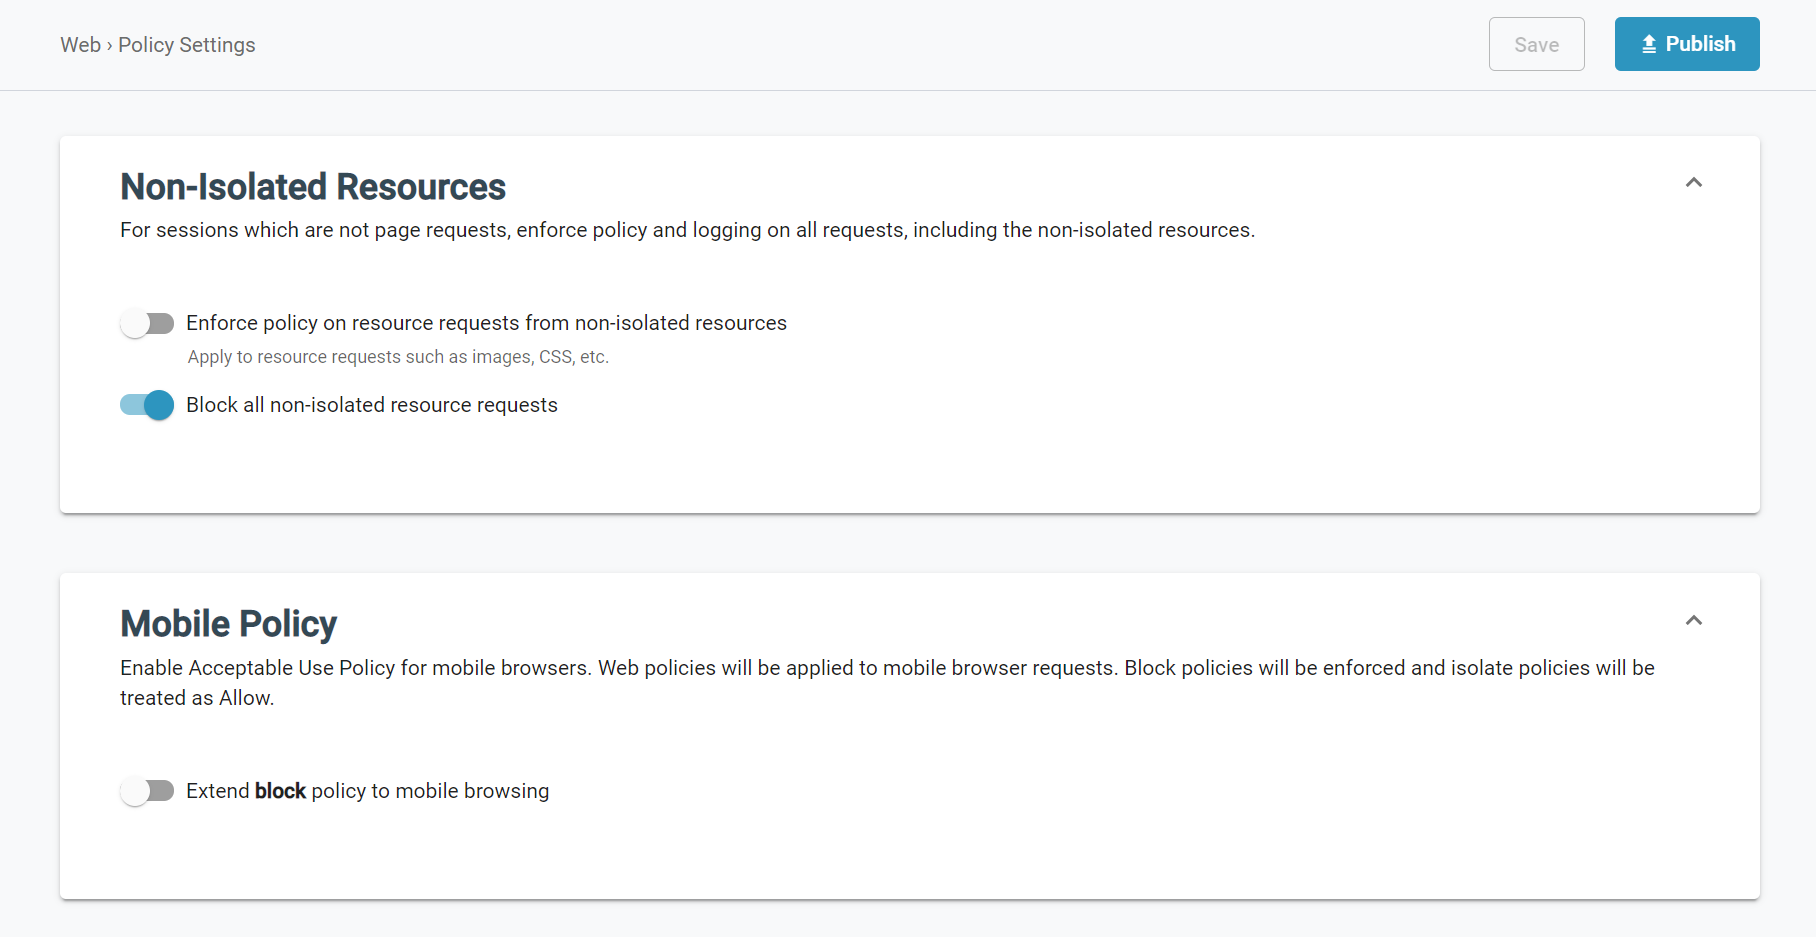 Web › Policy Settings
Save
Publish
Non-Isolated Resources
For sessions which are not page requests, enforce policy and logging on all requests, including the non-isolated resources.
Enforce policy on resource requests from non-isolated resources
Apply to resource requests such as images, CSS, etc.
Block all non-isolated resource requests
Mobile Policy
Enable Acceptable Use Policy for mobile browsers. Web policies will be applied to mobile browser requests. Block policies will be enforced and isolate policies will be
treated as Allow.
Extend block policy to mobile browsing